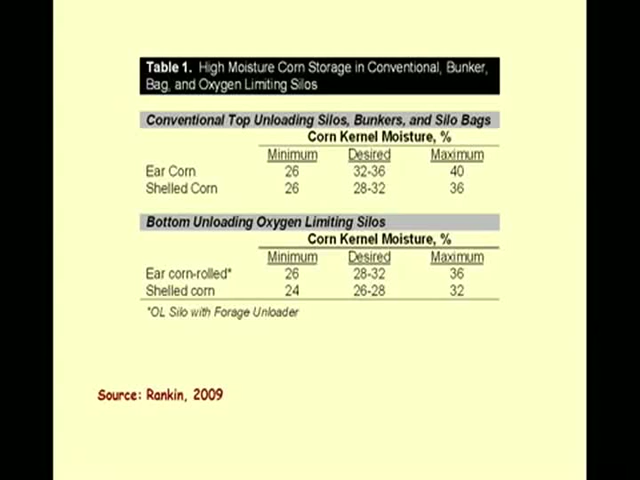 Table 1. High Moisture Corn Storage in Conventional, Bunker,
Bag, and Oxygen Limiting Silos
Conventional Top Unloading Silos, Bunkers, and Silo Bags
Corn Kernel Moisture, %
Minimum Desired Maximum
Ear Corn 26 32-36 40
Shelled Corn 26 28-32 36
Bottom Unloading Oxygen Limiting Silos
Corn Kernel Moisture, %
Minimum Desired Maximum
Ear corn-rolled* 26 28-32 36
Shelled corn 24 26-28 32
*OL Silo with Forage Unloader
Source: Rankin, 2009